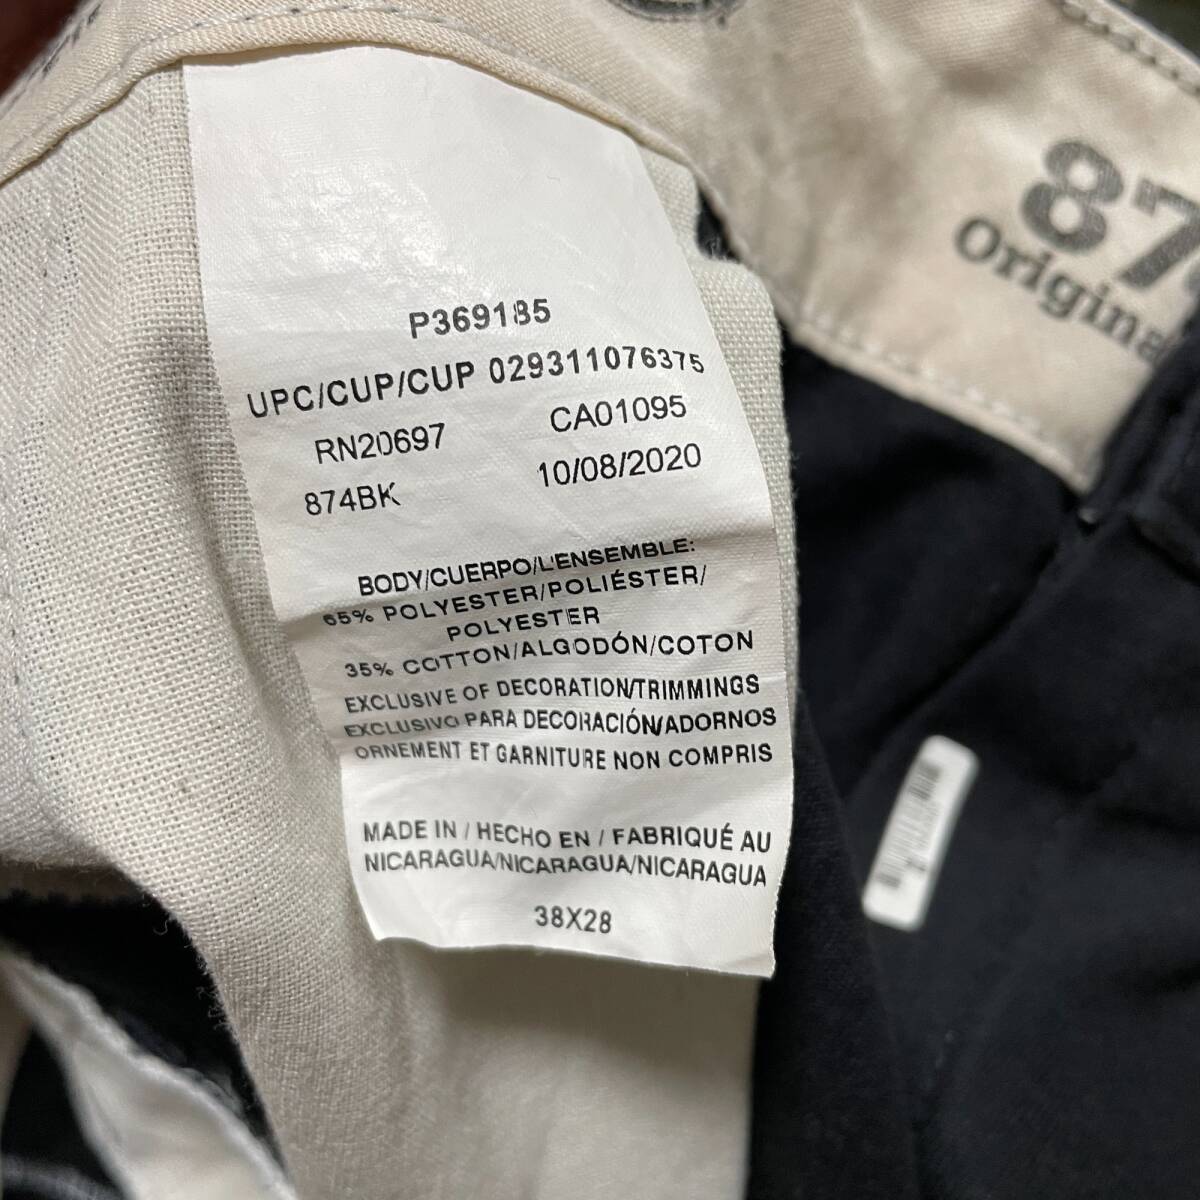 P369185
UPC/CUP/CUP 029311076375
RN20697 CA01095
874BK 10/08/2020
BODY/CUERPO/L'ENSEMBLE:
65% POLYESTER/POLIÉSTER/
POLYESTER
35% COTTON/ALGODÓN/COTON
EXCLUSIVE OF DECORATION/TRIMMINGS
EXCLUSIVO PARA DECORACIÓN/ADORNOS
ORNEMENT ET GARNITURE NON COMPRIS
MADE IN / HECHO EN / FABRIQUÉ AU
NICARAGUA/NICARAGUA/NICARAGUA
38X28
87
Origina